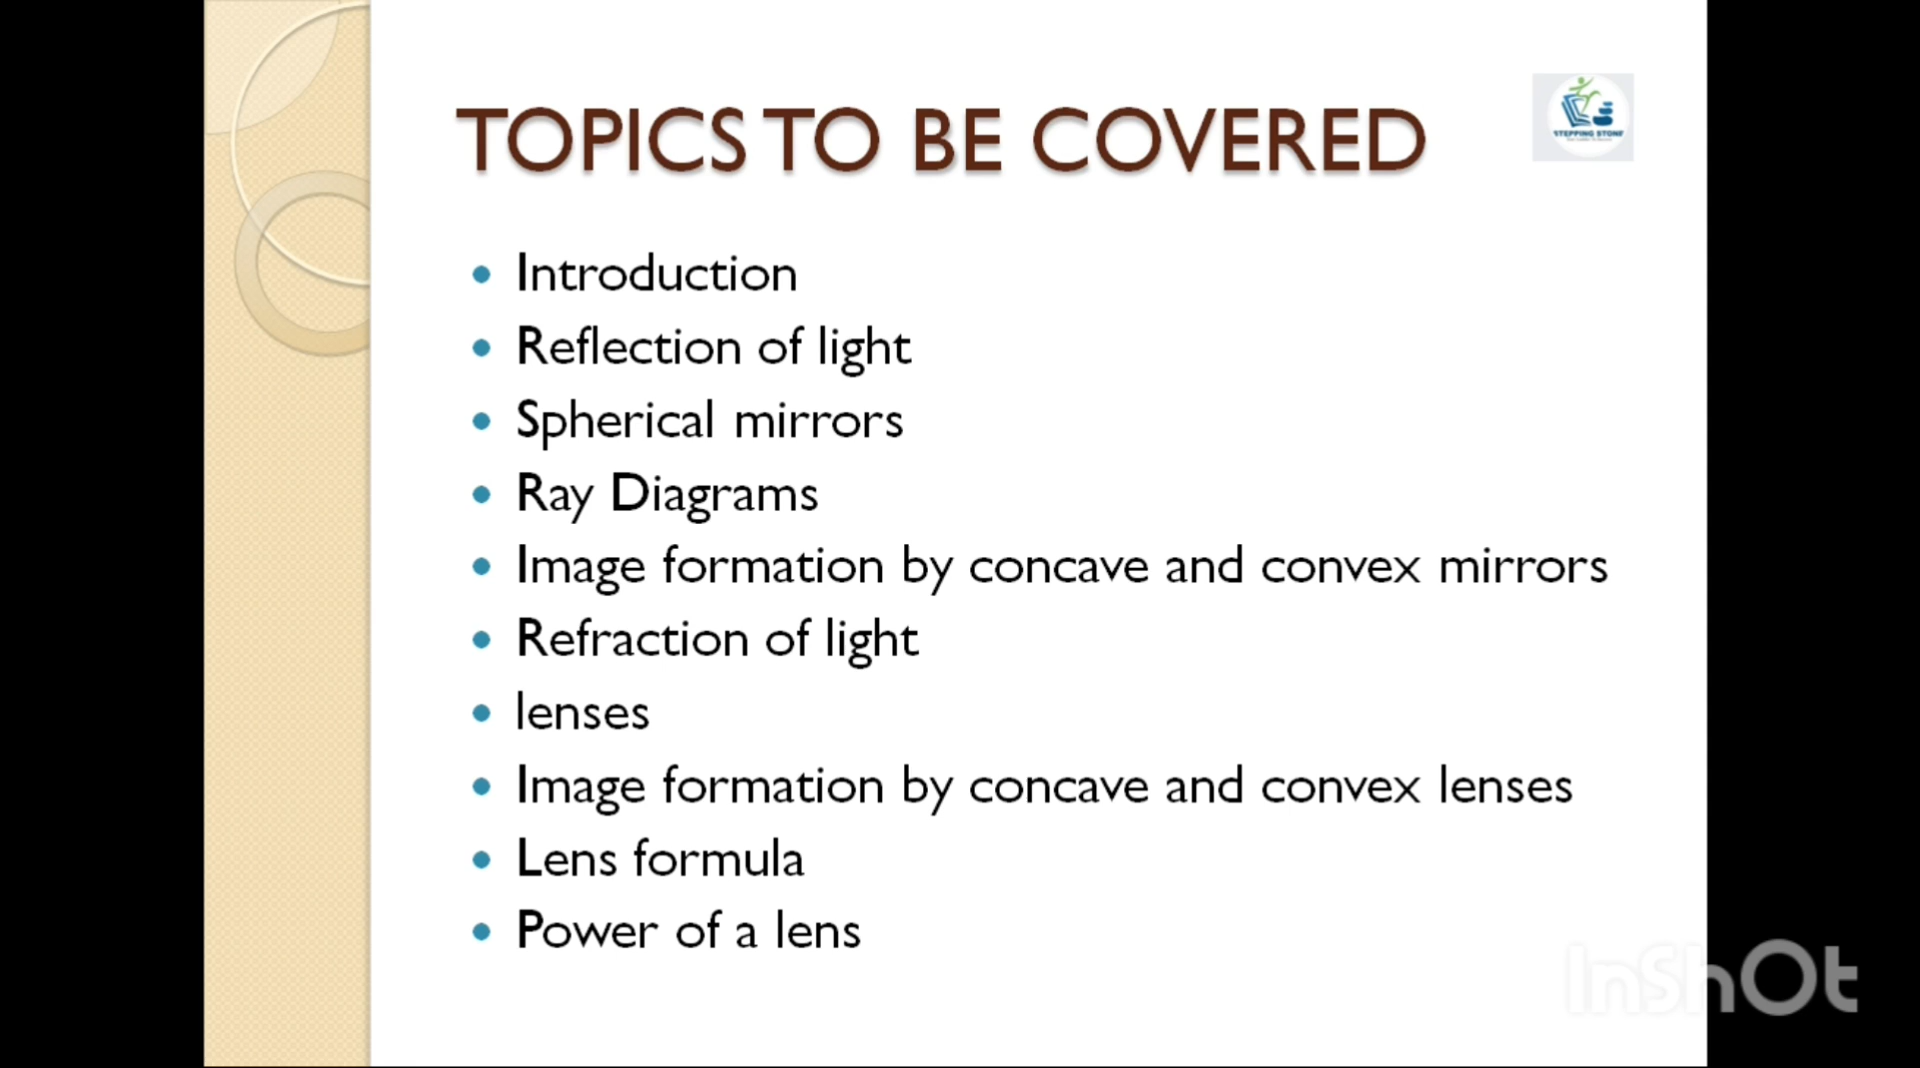 TOPICS TO BE COVERED
STEPPING STONE
• Introduction
• Reflection of light
• Spherical mirrors
• Ray Diagrams
• Image formation by concave and convex mirrors
• Refraction of light
• lenses
• Image formation by concave and convex lenses
• Lens formula
• Power of a lens
InShOt